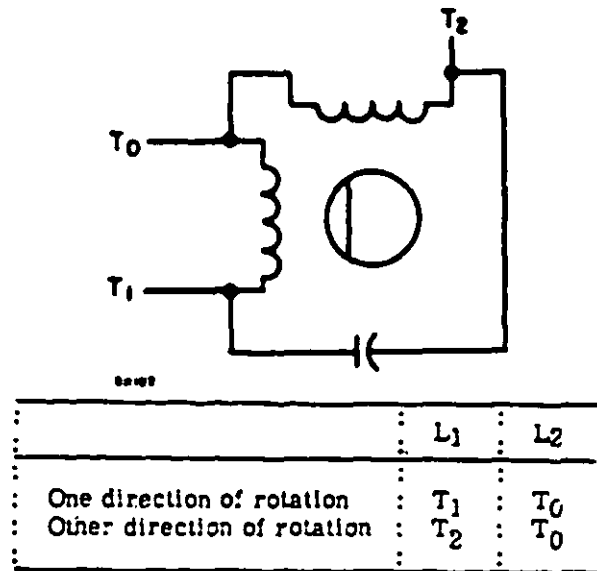 T2
T0
T1
L1 L2
One direction of rotation T1 T0
Other direction of rotation T2 T0